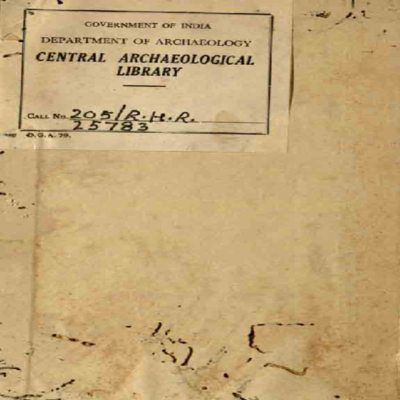 GOVERNMENT OF INDIA
DEPARTMENT OF ARCHAEOLOGY
CENTRAL ARCHAEOLOGICAL
LIBRARY
CALL No. 205/R.H.R.
25783
D.G.A. 79.